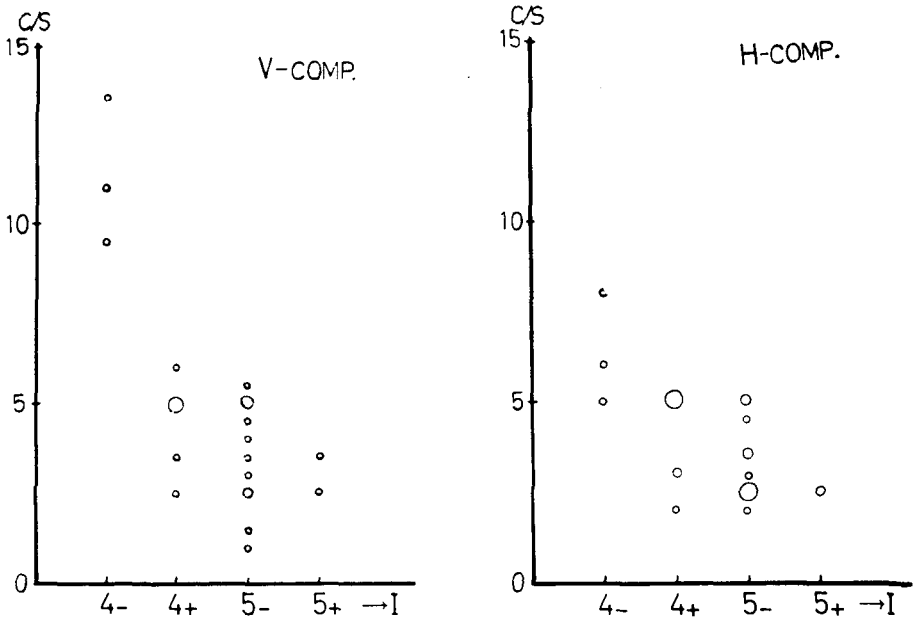 C/S
15
10
5
0
V-COMP.
4- 4+ 5- 5+ →I
C/S
15
10
5
0
H-COMP.
4- 4+ 5- 5+ →I